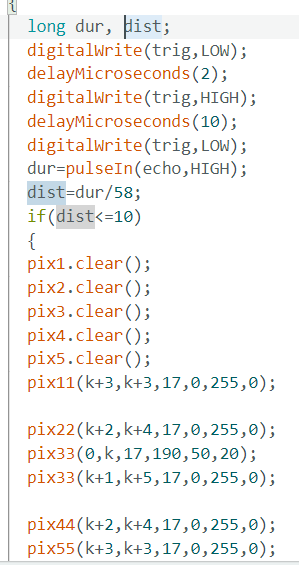 {
long dur, dist;
digitalWrite(trig,LOW);
delayMicroseconds(2);
digitalWrite(trig,HIGH);
delayMicroseconds(10);
digitalWrite(trig,LOW);
dur=pulseIn(echo,HIGH);
dist=dur/58;
if(dist<=10)
{
pix1.clear();
pix2.clear();
pix3.clear();
pix4.clear();
pix5.clear();
pix11(k+3,k+3,17,0,255,0);
pix22(k+2,k+4,17,0,255,0);
pix33(0,k,17,190,50,20);
pix33(k+1,k+5,17,0,255,0);
pix44(k+2,k+4,17,0,255,0);
pix55(k+3,k+3,17,0,255,0);